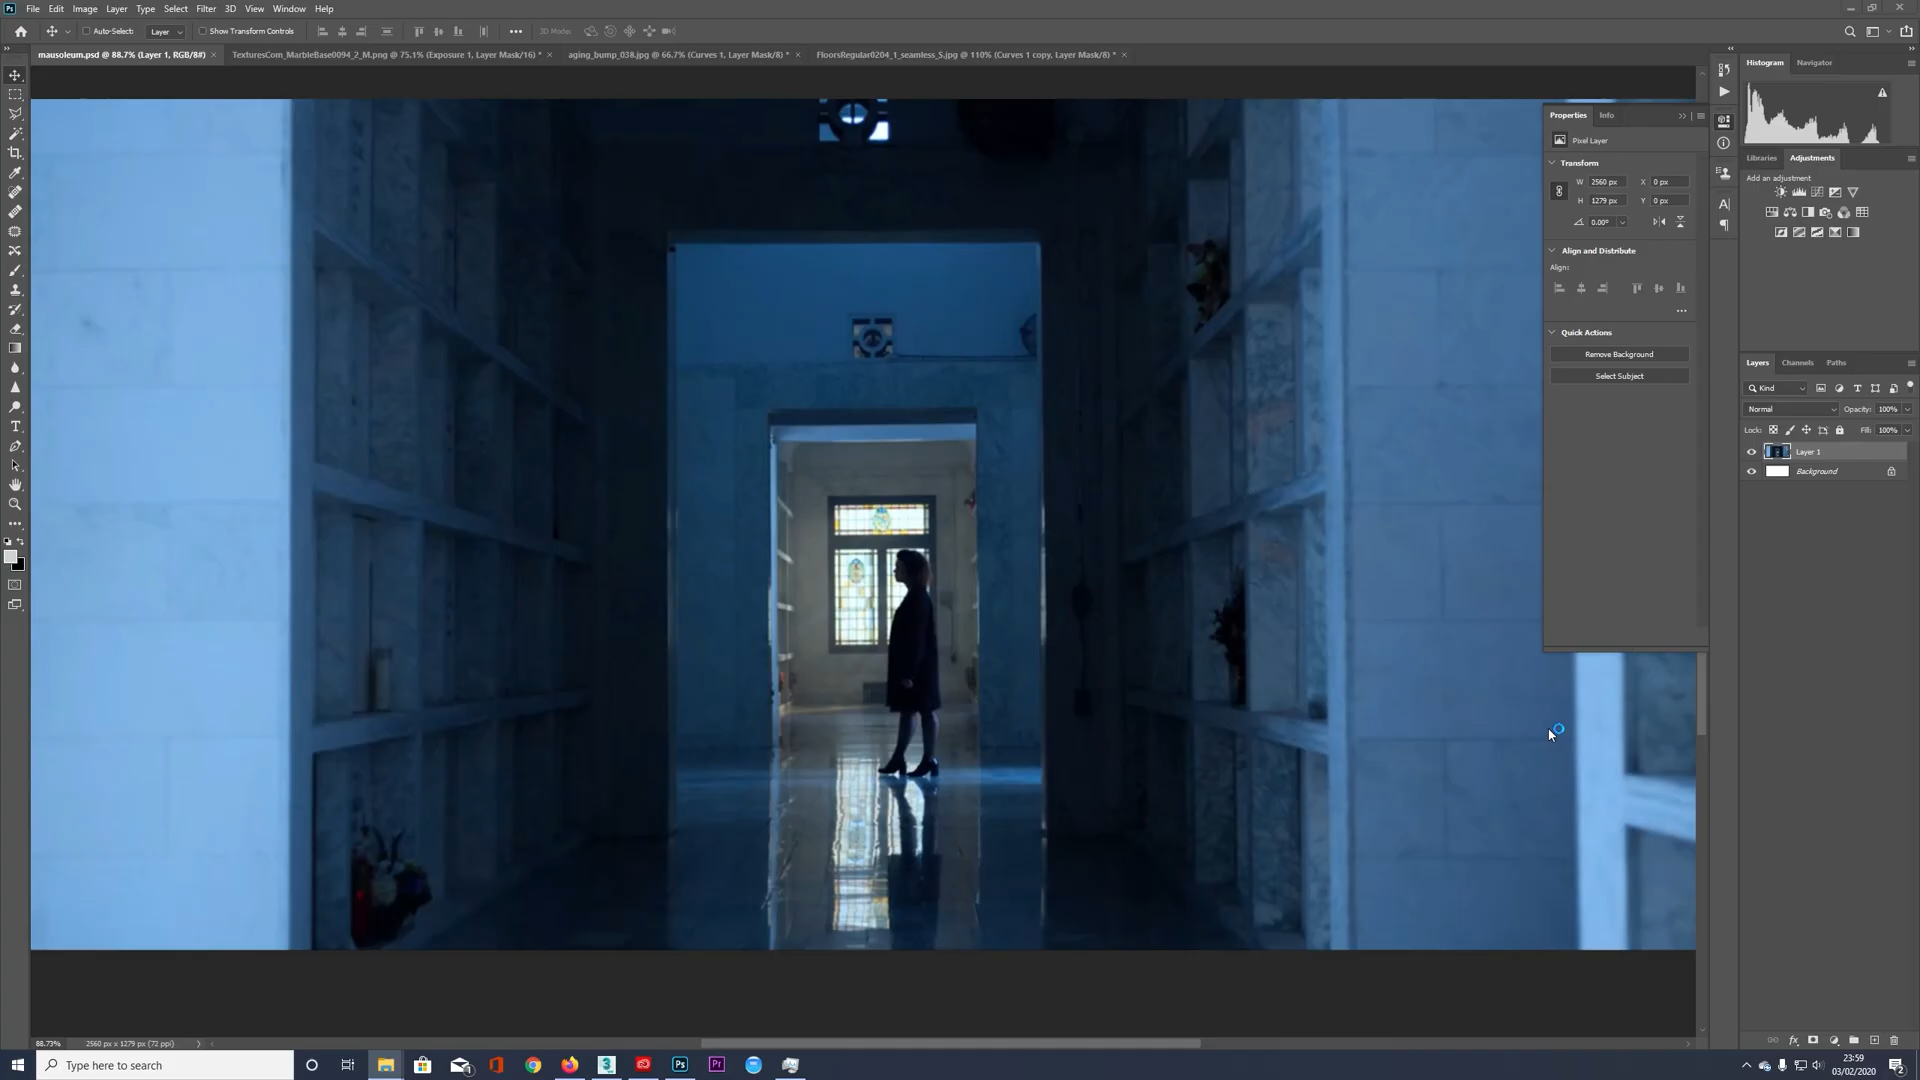 Ps File Edit Image Layer Type Select Filter 3D View Window Help
Auto-Select: Layer Show Transform Controls 3D Mode:
mausoleum.psd @ 88.7% (Layer 1, RGB/8#) × TexturesCom_MarbleBase0094_2_M.png @ 75.1% (Exposure 1, Layer Mask/16) * × aging_bump_038.jpg @ 66.7% (Curves 1, Layer Mask/8) * × FloorsRegular0204_1_seamless_S.jpg @ 110% (Curves 1 copy, Layer Mask/8) * ×
Histogram Navigator
Properties Info
Pixel Layer
Transform
W 2560 px X 0 px
H 1279 px Y 0 px
0.00°
Align and Distribute
Align:
Quick Actions
Remove Background
Select Subject
Libraries Adjustments
Add an adjustment
Layers Channels Paths
Kind
Normal Opacity: 100%
Lock: Fill: 100%
Layer 1
Background
88.73% 2560 px x 1279 px (72 ppi)
Type here to search
Ps Pr
23:59
03/02/2020